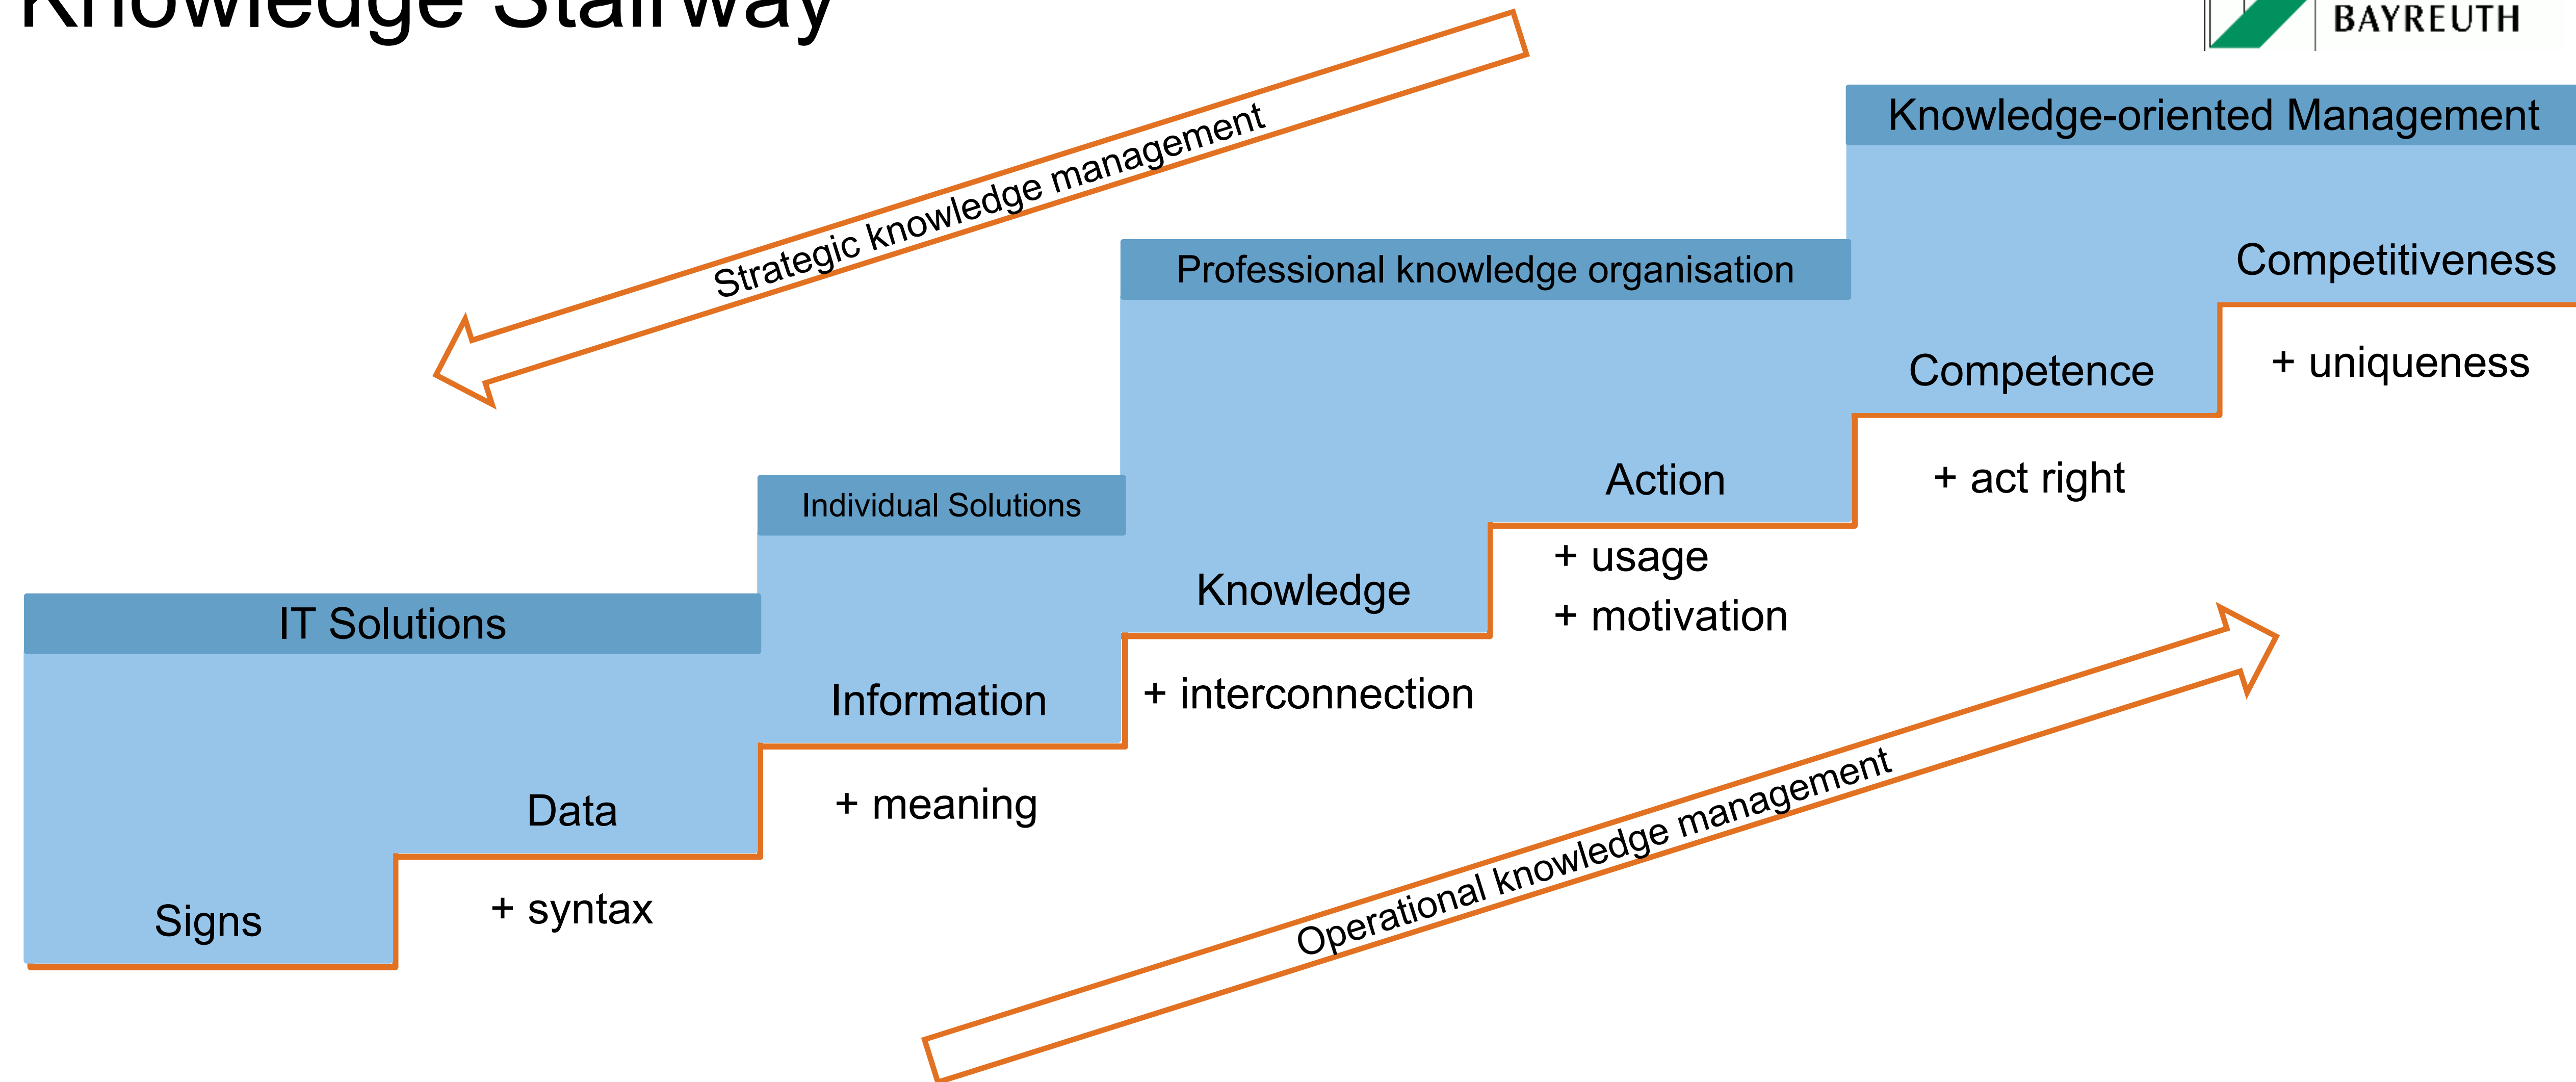 Knowledge Stairway
BAYREUTH
Knowledge-oriented Management
Strategic knowledge management
Professional knowledge organisation
Competitiveness
+ uniqueness
Competence
+ act right
Action
Individual Solutions
+ usage
+ motivation
Knowledge
IT Solutions
Information
+ interconnection
Data
+ meaning
Operational knowledge management
Signs
+ syntax